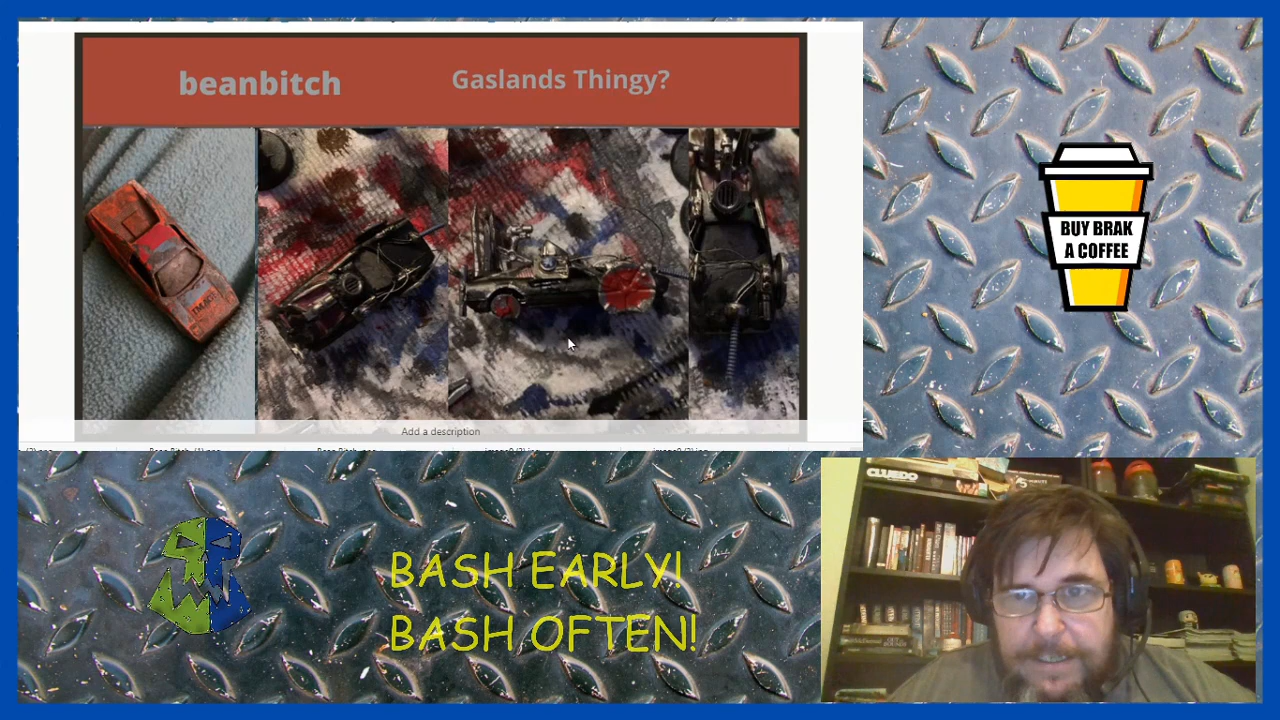 beanbitch
Gaslands Thingy?
Add a description
BUY BRAK
A COFFEE
BASH EARLY!
BASH OFTEN!
CLUEDO